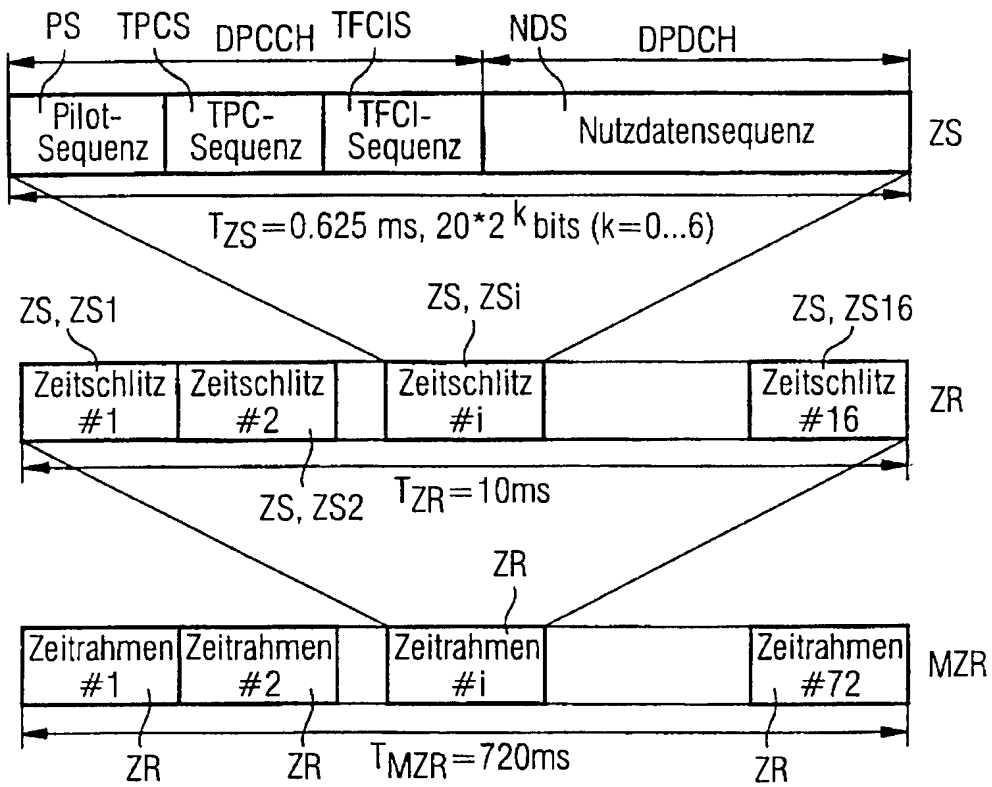 PS TPCS DPCCH TFCIS NDS DPDCH
Pilot-
Sequenz
TPC-
Sequenz
TFCI-
Sequenz
Nutzdatensequenz
ZS
T_ZS=0.625 ms, 20*2^k bits (k=0...6)
ZS, ZS1
ZS, ZSi
ZS, ZS16
Zeitschlitz
#1
Zeitschlitz
#2
Zeitschlitz
#i
Zeitschlitz
#16
ZR
ZS, ZS2
T_ZR=10ms
ZR
Zeitrahmen
#1
Zeitrahmen
#2
Zeitrahmen
#i
Zeitrahmen
#72
MZR
ZR
ZR
T_MZR=720ms
ZR